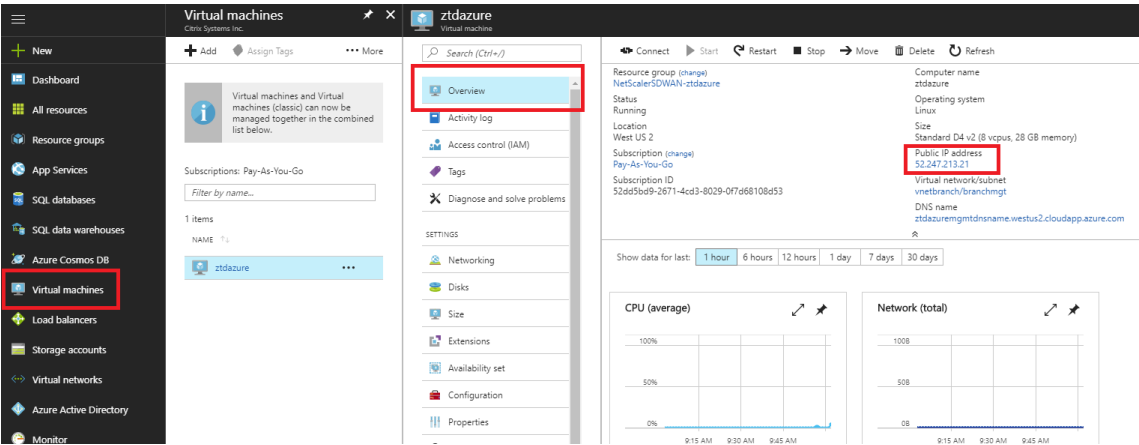 Virtual machines
Citrix Systems Inc.
ztdazure
Virtual machine
New
Dashboard
All resources
Resource groups
App Services
SQL databases
SQL data warehouses
Azure Cosmos DB
Virtual machines
Load balancers
Storage accounts
Virtual networks
Azure Active Directory
Monitor
Add
Assign Tags
More
Virtual machines and Virtual
machines (classic) can now be
managed together in the combined
list below.
Subscriptions: Pay-As-You-Go
Filter by name...
1 items
NAME
ztdazure
Search (Ctrl+/)
Overview
Activity log
Access control (IAM)
Tags
Diagnose and solve problems
SETTINGS
Networking
Disks
Size
Extensions
Availability set
Configuration
Properties
Connect Start Restart Stop Move Delete Refresh
Resource group (change)
NetScalerSDWAN-ztdazure
Status
Running
Location
West US 2
Subscription (change)
Pay-As-You-Go
Subscription ID
52dd5bd9-2671-4cd3-8029-0f7d68108d53
Computer name
ztdazure
Operating system
Linux
Size
Standard D4 v2 (8 vcpus, 28 GB memory)
Public IP address
52.247.213.21
Virtual network/subnet
vnetbranch/branchmgt
DNS name
ztdazuremgmtdnsname.westus2.cloudapp.azure.com
Show data for last: 1 hour 6 hours 12 hours 1 day 7 days 30 days
CPU (average)
100%
50%
0%
9:15 AM 9:30 AM 9:45 AM
Network (total)
100B
50B
0B
9:15 AM 9:30 AM 9:45 AM